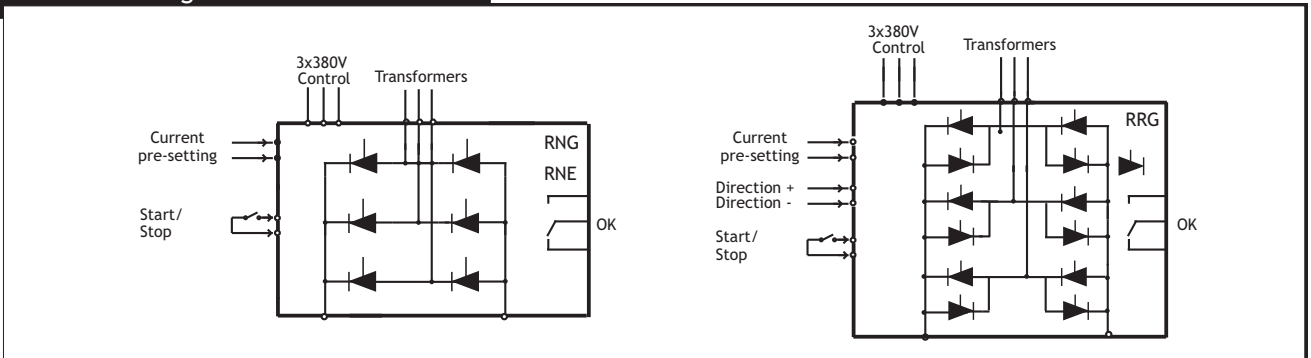 3x380V
Control
Transformers
Current
pre-setting
Start/
Stop
RNG
RNE
OK
3x380V
Control
Transformers
Current
pre-setting
Direction +
Direction -
Start/
Stop
RRG
OK